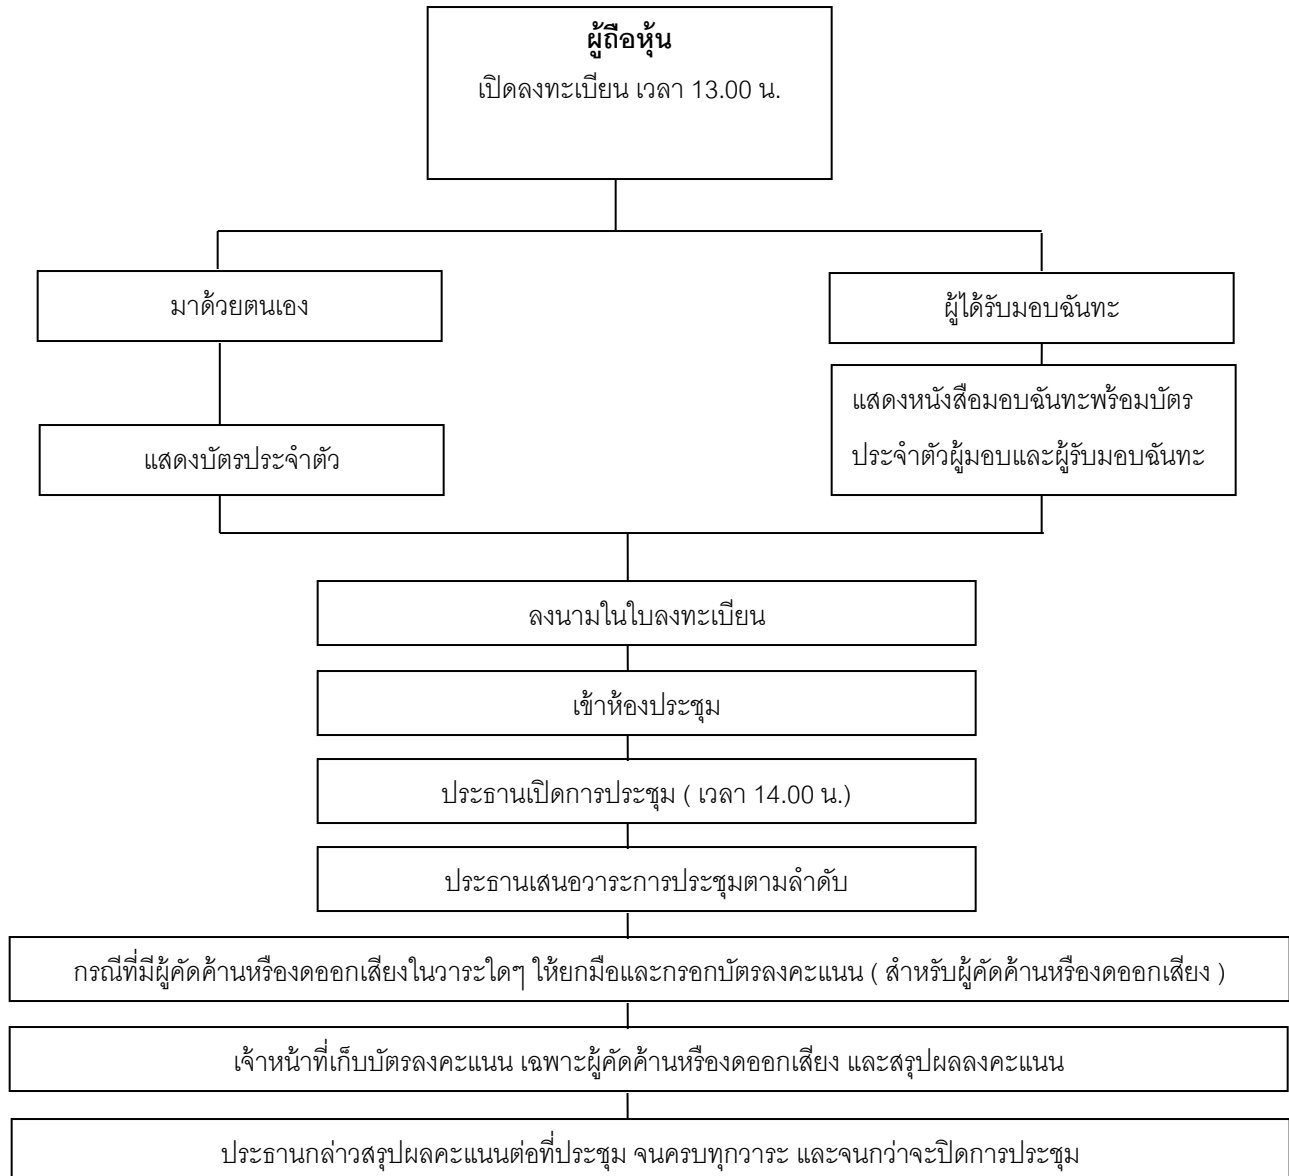 ผู้ถือหุ้น
เปิดลงทะเบียน เวลา 13.00 น.
มาด้วยตนเอง
ผู้ได้รับมอบฉันทะ
แสดงหนังสือมอบฉันทะพร้อมบัตร
ประจำตัวผู้มอบและผู้รับมอบฉันทะ
แสดงบัตรประจำตัว
ลงนามในใบลงทะเบียน
เข้าห้องประชุม
ประธานเปิดการประชุม ( เวลา 14.00 น.)
ประธานเสนอวาระการประชุมตามลำดับ
กรณีที่มีผู้คัดค้านหรืองดออกเสียงในวาระใดๆ ให้ยกมือและกรอกบัตรลงคะแนน ( สำหรับผู้คัดค้านหรืองดออกเสียง )
เจ้าหน้าที่เก็บบัตรลงคะแนน เฉพาะผู้คัดค้านหรืองดออกเสียง และสรุปผลลงคะแนน
ประธานกล่าวสรุปผลคะแนนต่อที่ประชุม จนครบทุกวาระ และจนกว่าจะปิดการประชุม